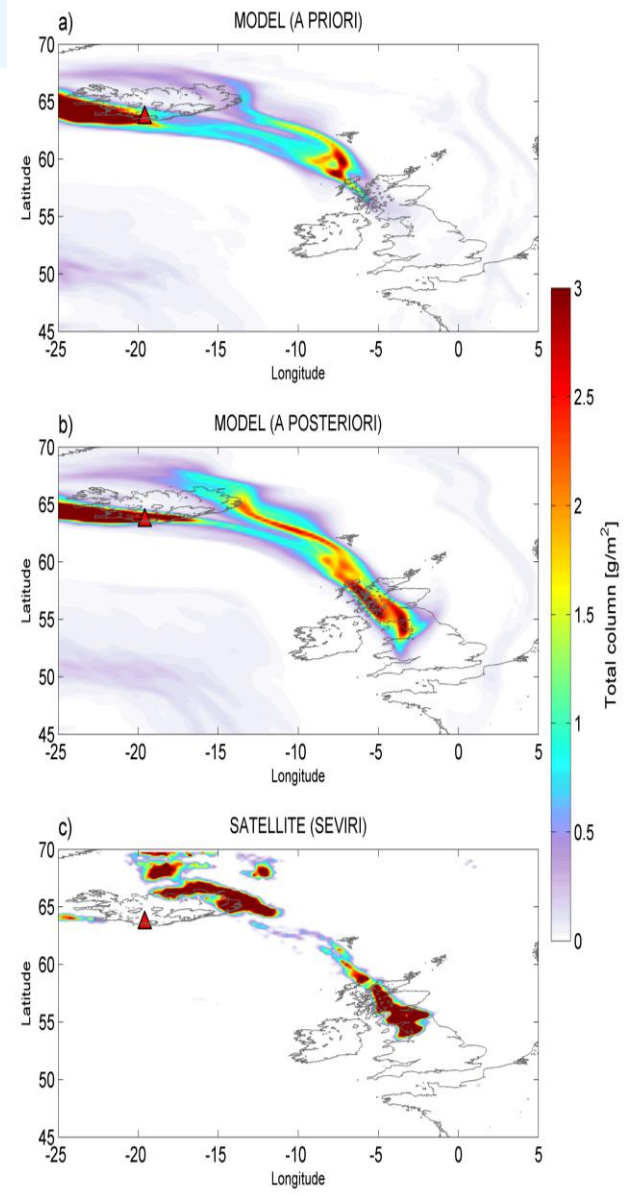 a) MODEL (A PRIORI)
70
65
60
55
50
45
Latitude
-25 -20 -15 -10 -5 0 5
Longitude
b) MODEL (A POSTERIORI)
70
65
60
55
50
45
Latitude
-25 -20 -15 -10 -5 0 5
Longitude
c) SATELLITE (SEVIRI)
70
65
60
55
50
45
Latitude
-25 -20 -15 -10 -5 0 5
Longitude
3
2.5
2
1.5
1
0.5
0
Total column [g/m²]